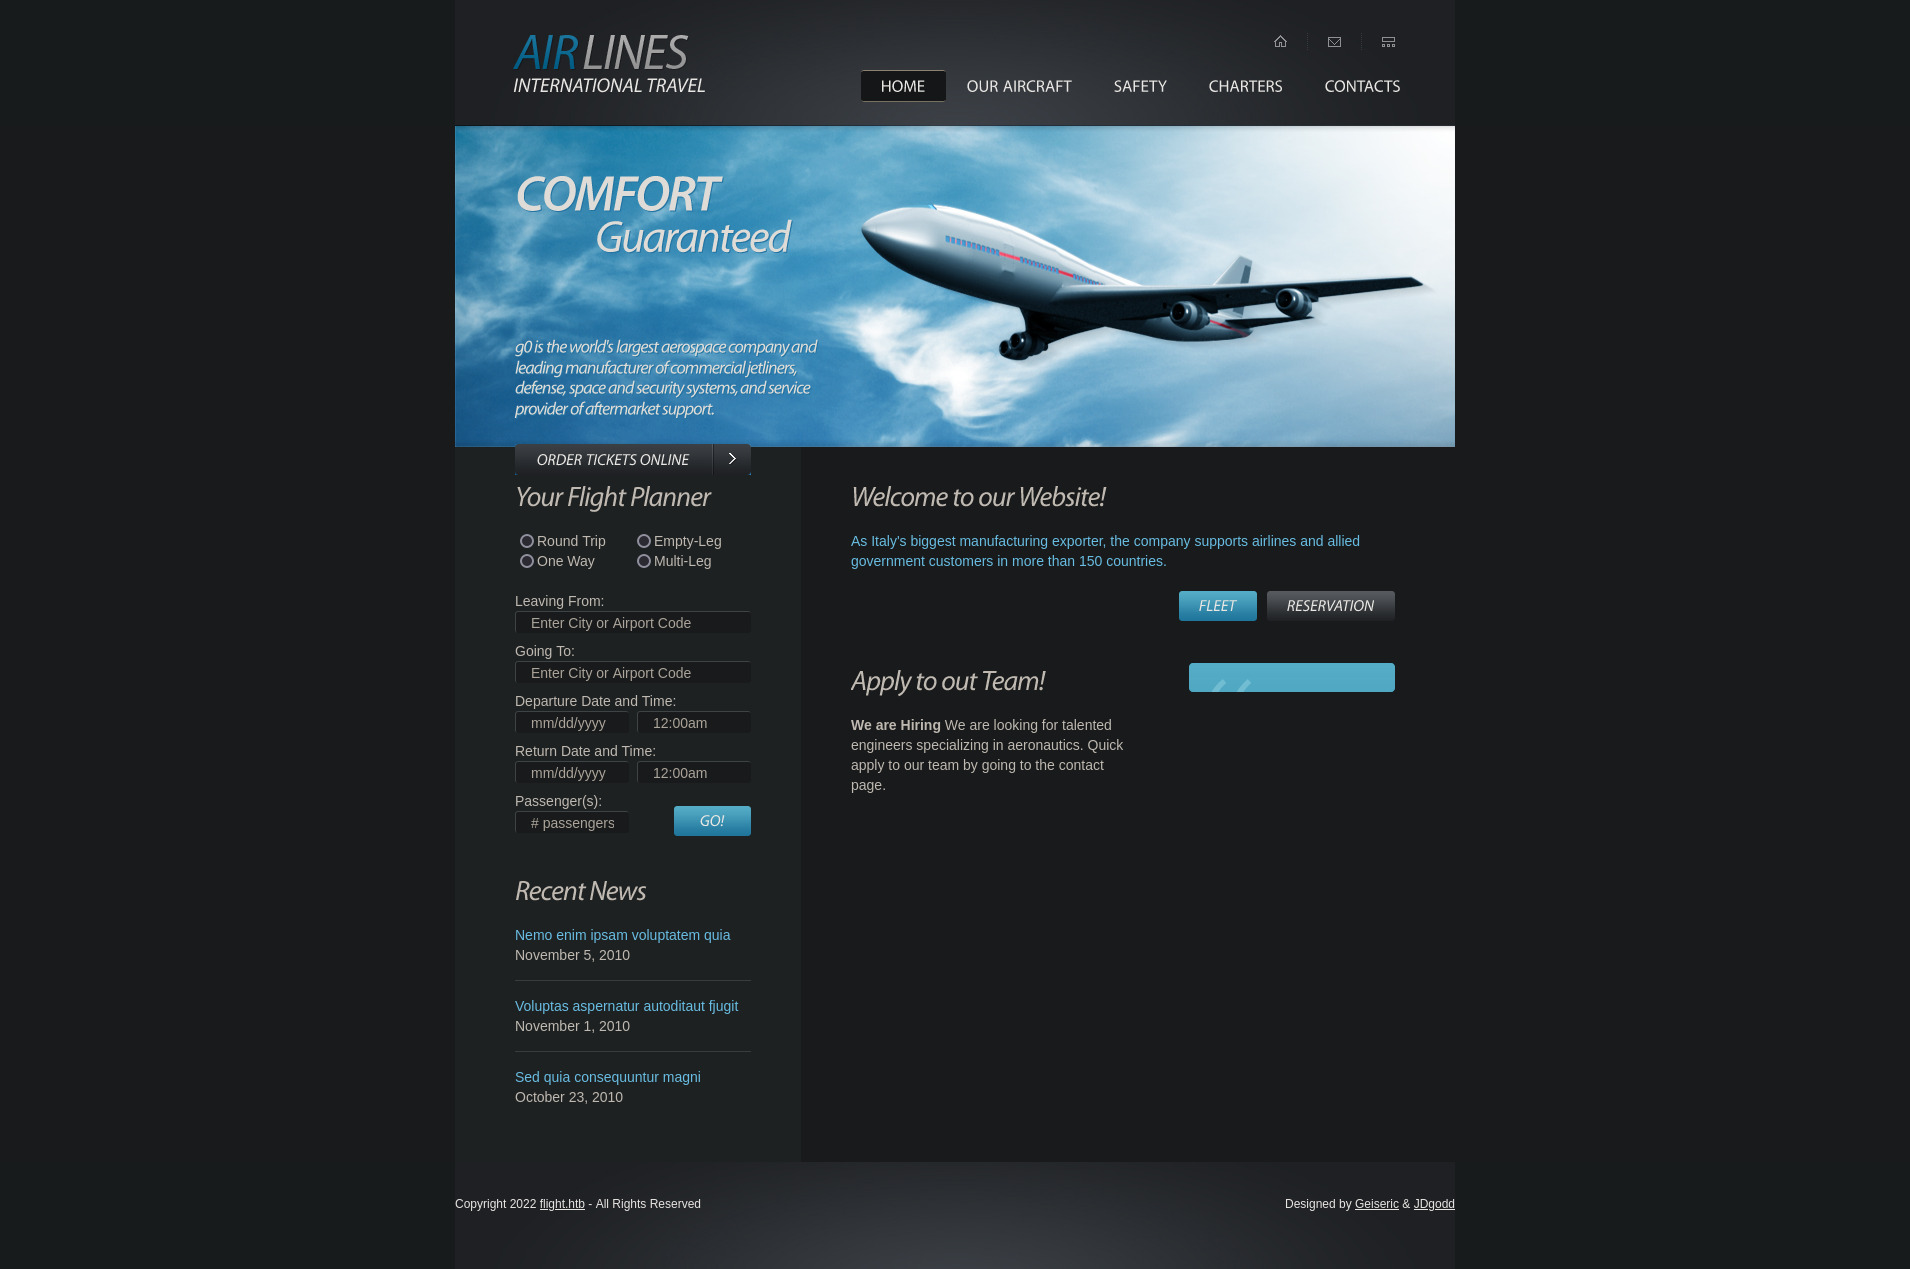 AIR LINES
INTERNATIONAL TRAVEL
HOME
OUR AIRCRAFT
SAFETY
CHARTERS
CONTACTS
COMFORT
Guaranteed
g0 is the world's largest aerospace company and
leading manufacturer of commercial jetliners,
defense, space and security systems, and service
provider of aftermarket support.
ORDER TICKETS ONLINE
Your Flight Planner
Round Trip
Empty-Leg
One Way
Multi-Leg
Leaving From:
Enter City or Airport Code
Going To:
Enter City or Airport Code
Departure Date and Time:
mm/dd/yyyy
12:00am
Return Date and Time:
mm/dd/yyyy
12:00am
Passenger(s):
# passengers
GO!
Recent News
Nemo enim ipsam voluptatem quia
November 5, 2010
Voluptas aspernatur autoditaut fjugit
November 1, 2010
Sed quia consequuntur magni
October 23, 2010
Welcome to our Website!
As Italy's biggest manufacturing exporter, the company supports airlines and allied
government customers in more than 150 countries.
FLEET
RESERVATION
Apply to out Team!
We are Hiring We are looking for talented
engineers specializing in aeronautics. Quick
apply to our team by going to the contact
page.
Copyright 2022 flight.htb - All Rights Reserved
Designed by Geiseric & JDgodd